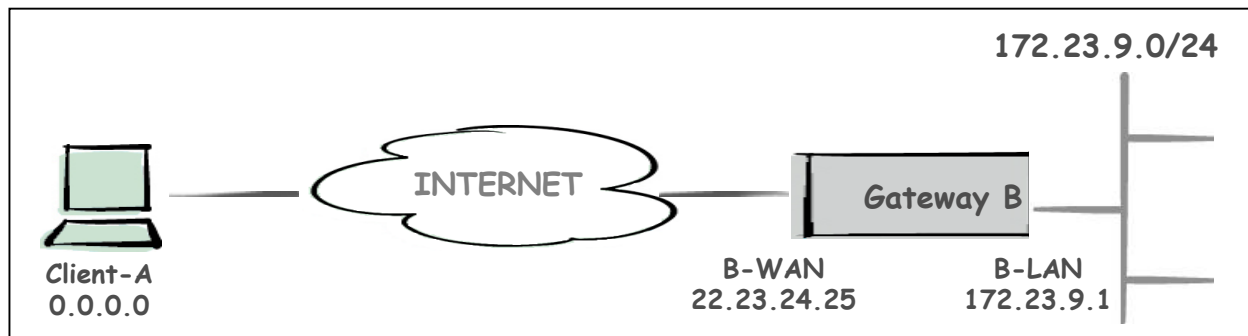 172.23.9.0/24
INTERNET
Gateway B
Client-A
0.0.0.0
B-WAN
22.23.24.25
B-LAN
172.23.9.1